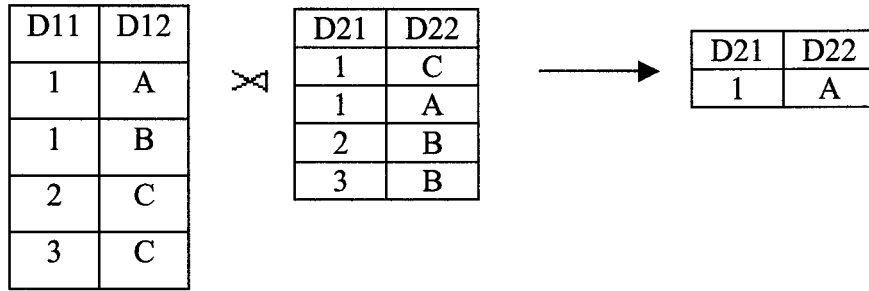 D11 D12
1 A
1 B
2 C
3 C
⋊
D21 D22
1 C
1 A
2 B
3 B
D21 D22
1 A